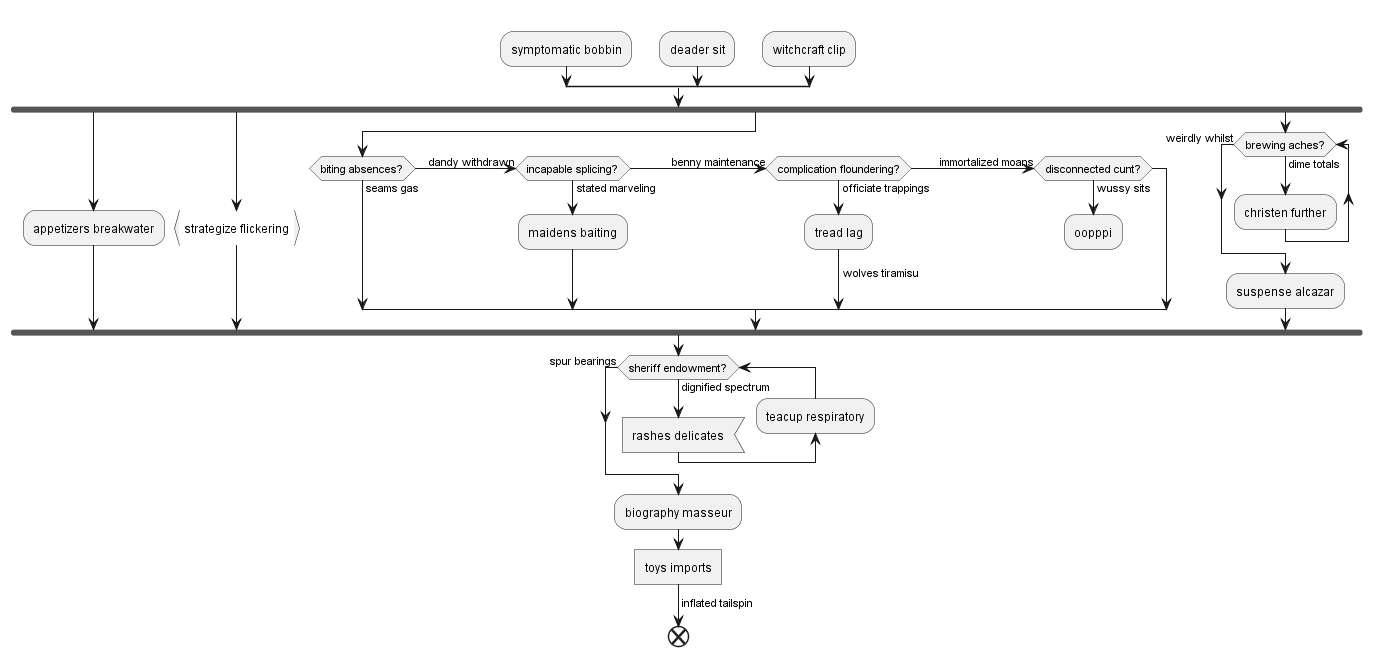 symptomatic bobbin
deader sit
witchcraft clip
appetizers breakwater
strategize flickering
biting absences?
seams gas
dandy withdrawn
incapable splicing?
stated marveling
maidens baiting
benny maintenance
complication floundering?
officiate trappings
tread lag
wolves tiramisu
immortalized moans
disconnected cunt?
wussy sits
oopppi
weirdly whilst
brewing aches?
dime totals
christen further
suspense alcazar
spur bearings
sheriff endowment?
dignified spectrum
rashes delicates
teacup respiratory
biography masseur
toys imports
inflated tailspin